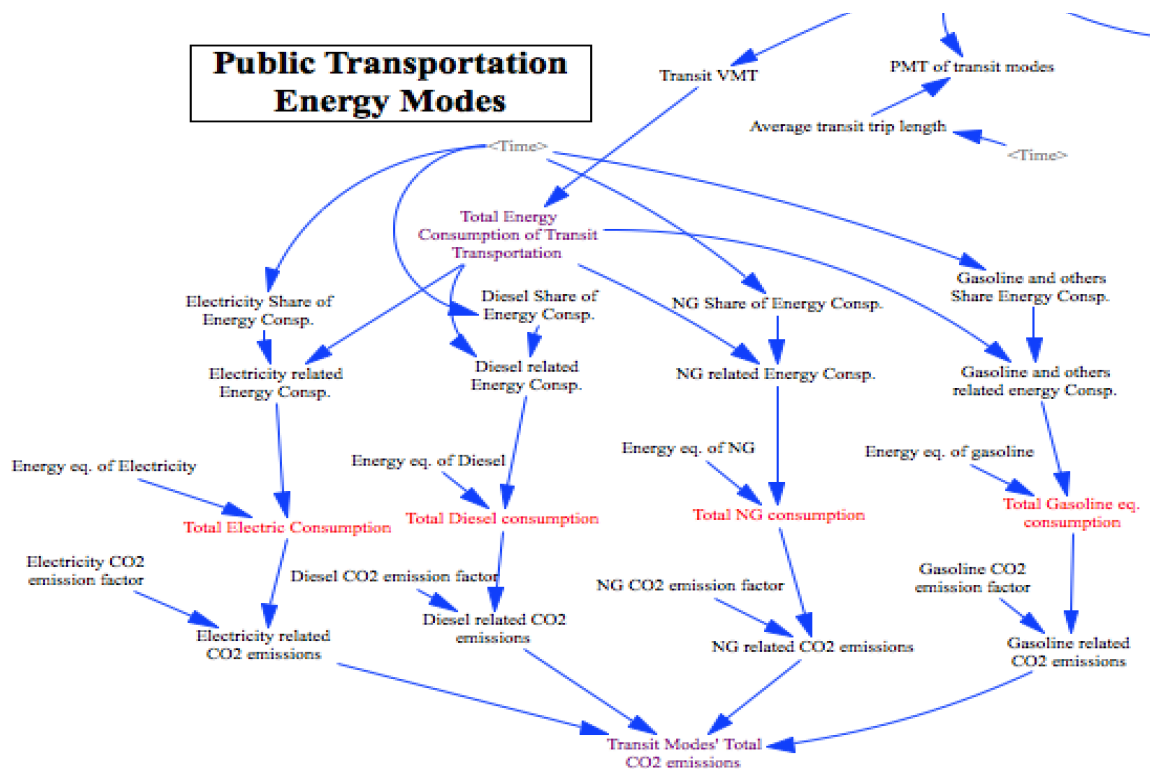 Public Transportation
Energy Modes
Transit VMT
PMT of transit modes
Average transit trip length
<Time>
<Time>
Total Energy
Consumption of Transit
Transportation
Electricity Share of
Energy Consp.
Diesel Share of
Energy Consp.
NG Share of Energy Consp.
Gasoline and others
Share Energy Consp.
Electricity related
Energy Consp.
Diesel related
Energy Consp.
NG related Energy Consp.
Gasoline and others
related energy Consp.
Energy eq. of Electricity
Energy eq. of Diesel
Energy eq. of NG
Energy eq. of gasoline
Total Electric Consumption
Total Diesel consumption
Total NG consumption
Total Gasoline eq.
consumption
Electricity CO2
emission factor
Diesel CO2 emission factor
NG CO2 emission factor
Gasoline CO2
emission factor
Electricity related
CO2 emissions
Diesel related CO2
emissions
NG related CO2 emissions
Gasoline related
CO2 emissions
Transit Modes' Total
CO2 emissions